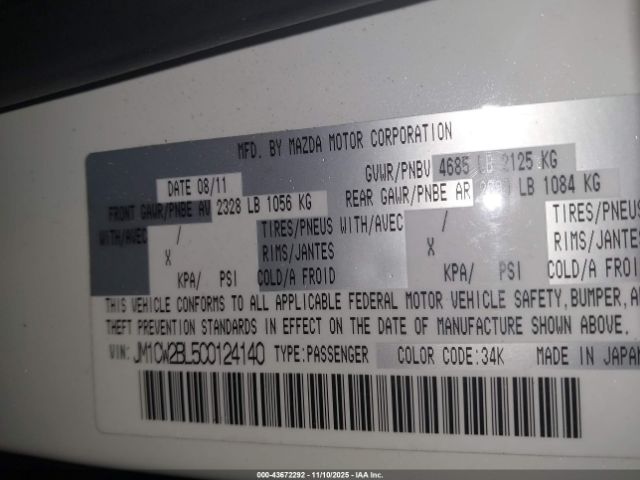 MFD. BY MAZDA MOTOR CORPORATION
DATE 08/11 GVWR/PNBV 4685 LB 2125 KG
FRONT GAWR/PNBE AV 2328 LB 1056 KG REAR GAWR/PNBE AR LB 1084 KG
WITH/AVEC / TIRES/PNEUS WITH/AVEC / TIRES/PNEUS
X RIMS/JANTES X RIMS/JANTES
KPA/ PSI COLD/A FROID KPA/ PSI COLD/A FROID
THIS VEHICLE CONFORMS TO ALL APPLICABLE FEDERAL MOTOR VEHICLE SAFETY, BUMPER,
THEFT PREVENTION STANDARDS IN EFFECT ON THE DATE OF MANUFACTURE SHOWN ABOVE.
VIN: JM1CW2BL5C0124140 TYPE:PASSENGER COLOR CODE:34K MADE IN JAPAN
000-43672292 — 11/10/2025 — IAA Inc.